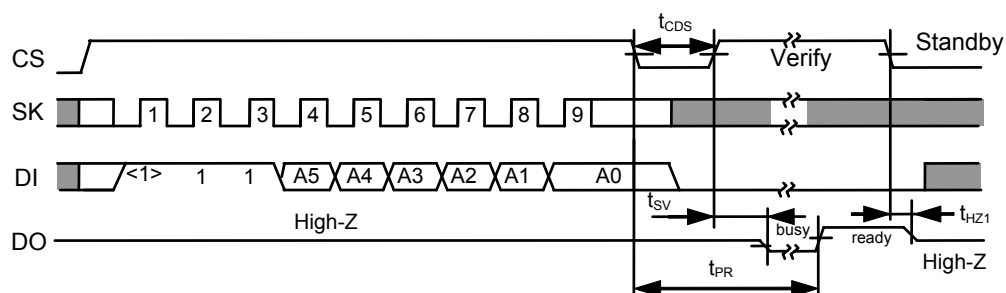 CS tCDS Verify Standby
SK 1 2 3 4 5 6 7 8 9
DI <1> 1 1 A5 A4 A3 A2 A1 A0
High-Z tSV busy ready tHZ1
DO High-Z
tPR